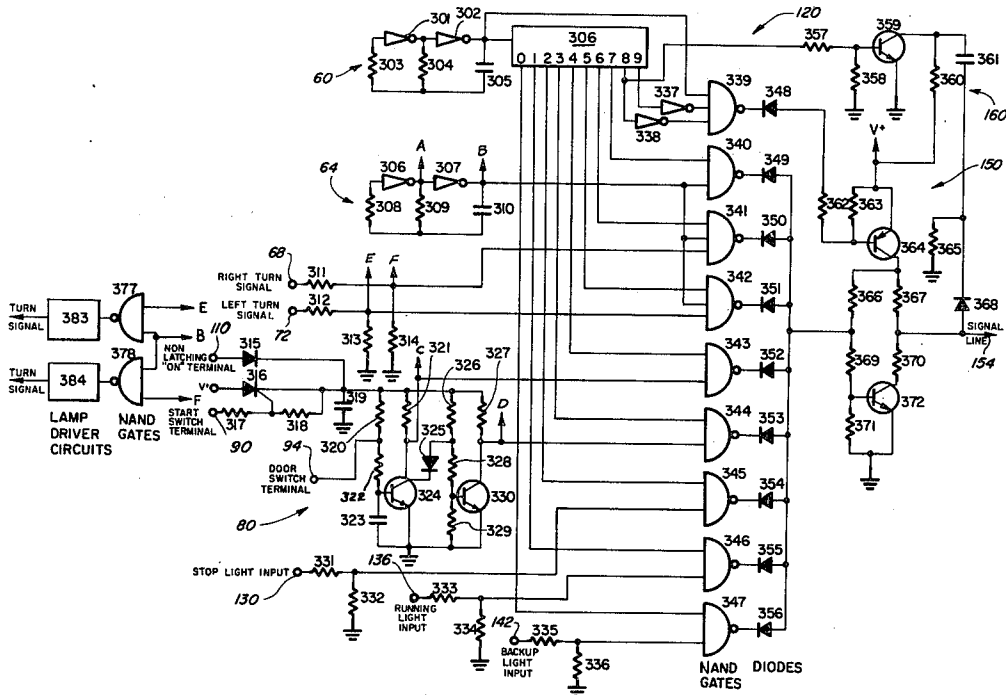 301
302
306
0 1 2 3 4 5 6 7 8 9
120
357
359
361
60
303
304
305
358
360
160
339
348
337
338
V+
A
B
340
150
306
307
349
64
308
309
310
362
363
341
364
365
350
E
F
68
311
RIGHT TURN
SIGNAL
342
366
367
368
377
LEFT TURN
SIGNAL
312
351
TURN
SIGNAL
383
E
72
313
314
321
326
327
343
SIGNAL
LINE
154
B
110
NON
LATCHING
"ON" TERMINAL
315
C
352
369
370
378
TURN
SIGNAL
384
316
V+
344
372
F
319
D
353
371
START
SWITCH
TERMINAL
317
318
320
325
LAMP
DRIVER
CIRCUITS
NAND
GATES
90
94
328
345
DOOR
SWITCH
TERMINAL
322
324
330
354
80
323
329
346
136
355
STOP LIGHT INPUT
331
333
130
332
RUNNING
LIGHT
INPUT
347
334
142
335
356
BACKUP
LIGHT
INPUT
336
NAND
GATES
DIODES